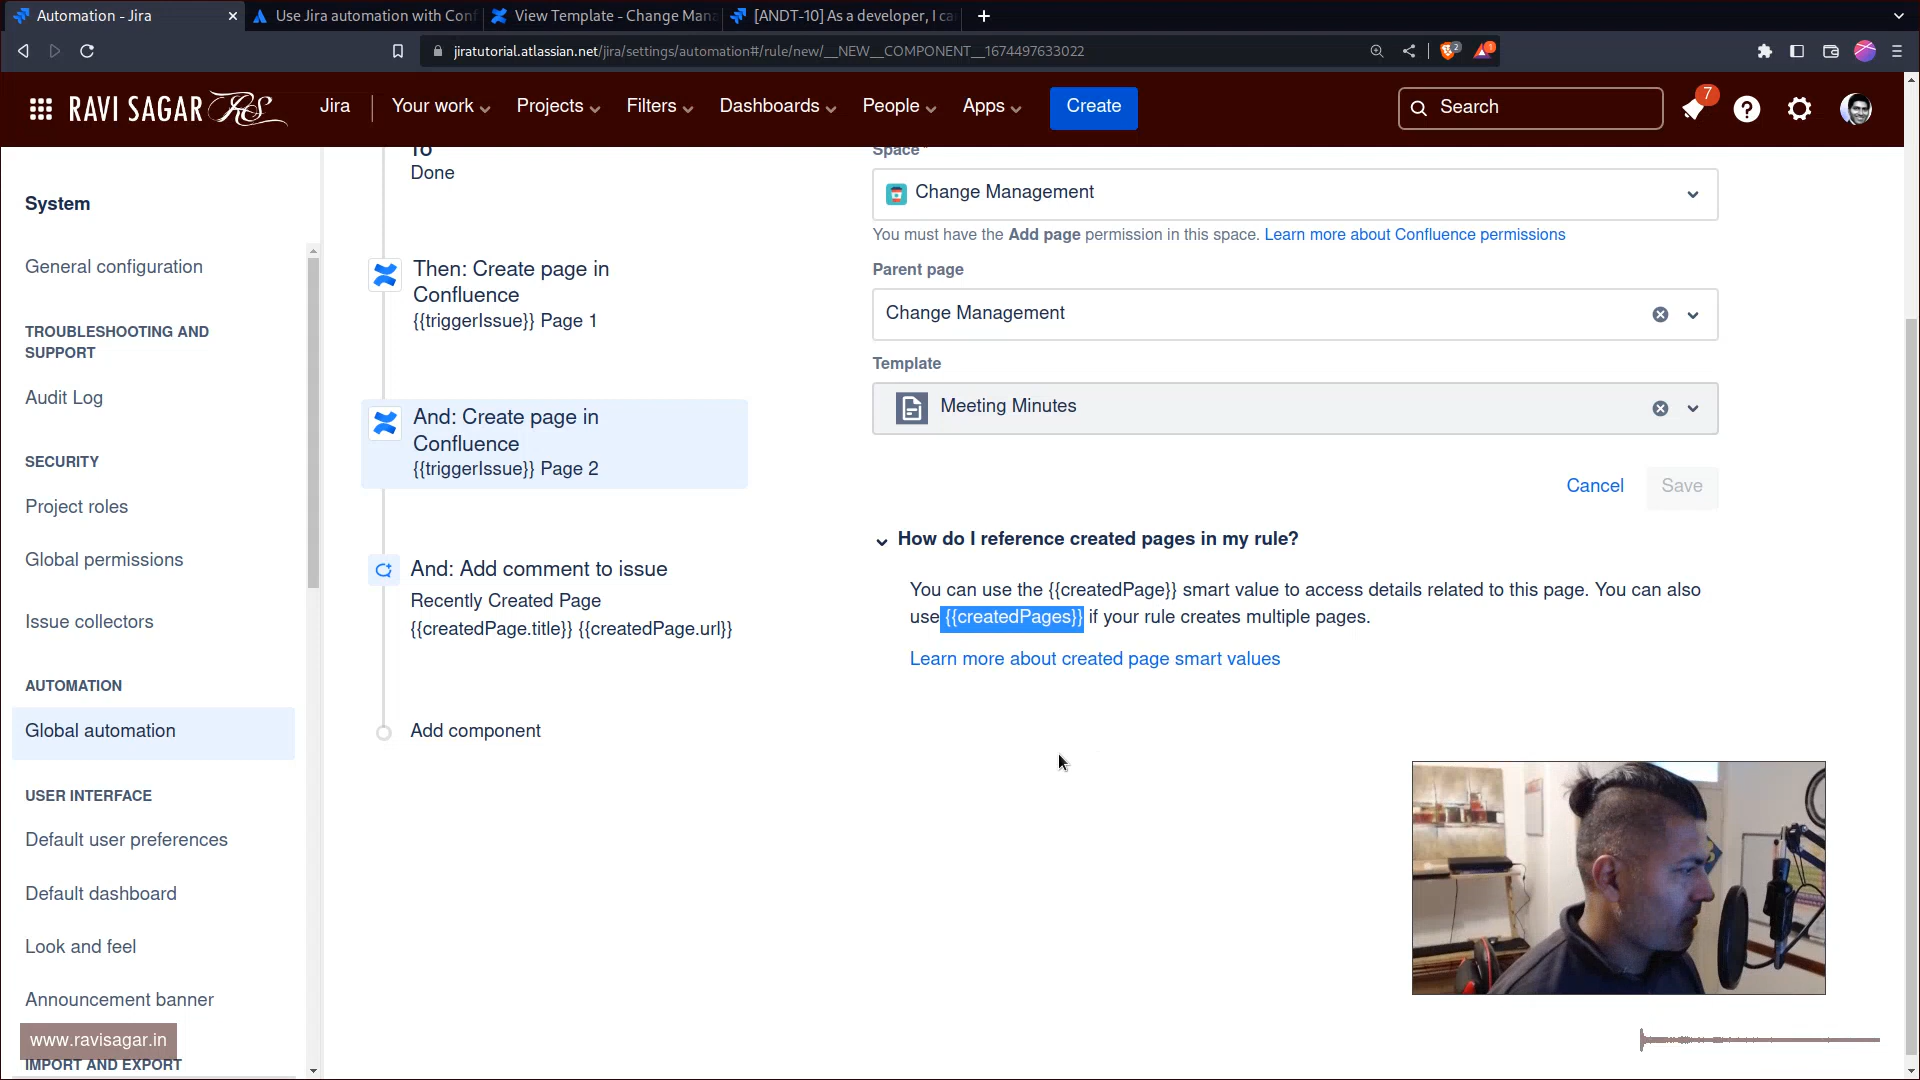 Automation - Jira
Use Jira automation with Conf
View Template - Change Mana
[ANDT-10] As a developer, I ca
jiratutorial.atlassian.net/jira/settings/automation#/rule/new/__NEW__COMPONENT__1674497633022
2
1
RAVI SAGAR RS
Jira
Your work
Projects
Filters
Dashboards
People
Apps
Create
Search
7
System
General configuration
TROUBLESHOOTING AND
SUPPORT
Audit Log
SECURITY
Project roles
Global permissions
Issue collectors
AUTOMATION
Global automation
USER INTERFACE
Default user preferences
Default dashboard
Look and feel
Announcement banner
www.ravisagar.in
IMPORT AND EXPORT
TO
Done
Then: Create page in
Confluence
{{triggerIssue}} Page 1
And: Create page in
Confluence
{{triggerIssue}} Page 2
And: Add comment to issue
Recently Created Page
{{createdPage.title}} {{createdPage.url}}
Add component
Space*
Change Management
You must have the Add page permission in this space. Learn more about Confluence permissions
Parent page
Change Management
Template
Meeting Minutes
Cancel
Save
How do I reference created pages in my rule?
You can use the {{createdPage}} smart value to access details related to this page. You can also
use {{createdPages}} if your rule creates multiple pages.
Learn more about created page smart values